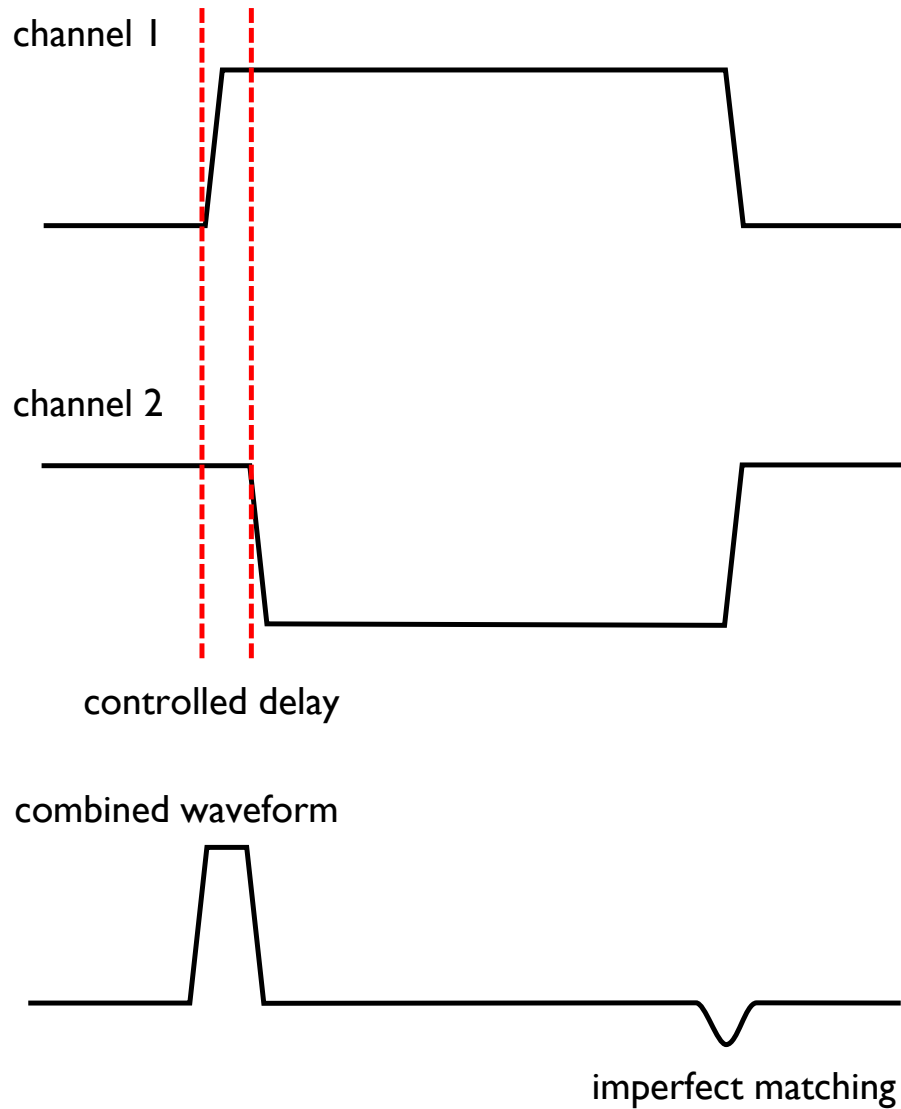 channel 1
channel 2
controlled delay
combined waveform
imperfect matching